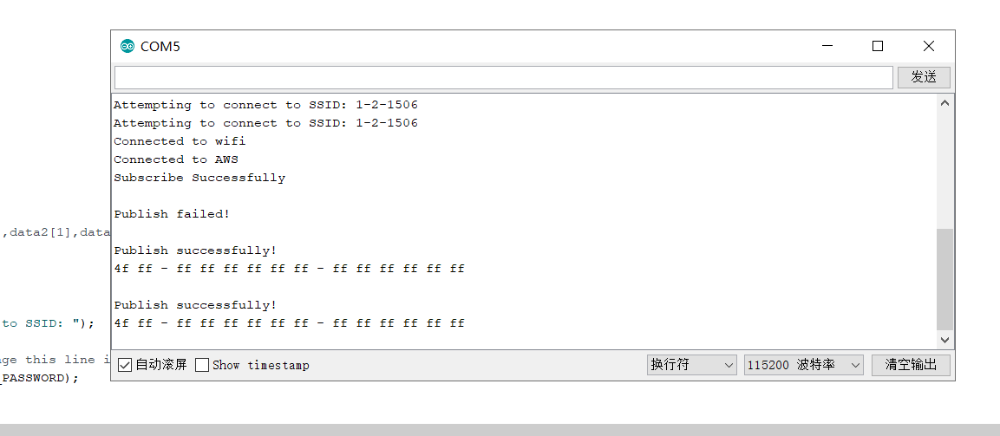 COM5
发送
Attempting to connect to SSID: 1-2-1506
Attempting to connect to SSID: 1-2-1506
Connected to wifi
Connected to AWS
Subscribe Successfully
Publish failed!
,data2[1],data
Publish successfully!
4f ff - ff ff ff ff ff ff - ff ff ff ff ff ff
Publish successfully!
to SSID: ");
4f ff - ff ff ff ff ff ff - ff ff ff ff ff ff
ge this line i
PASSWORD);
自动滚屏
Show timestamp
换行符
115200 波特率
清空输出